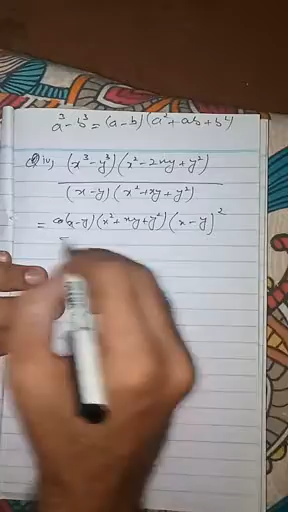 a³-b³ = (a-b) (a²+ab+b²)
iv, (x³-y³) (x²-2xy+y²)
(x-y) (x²+xy+y²)
= (x-y) (x²+xy+y²) (x-y)²